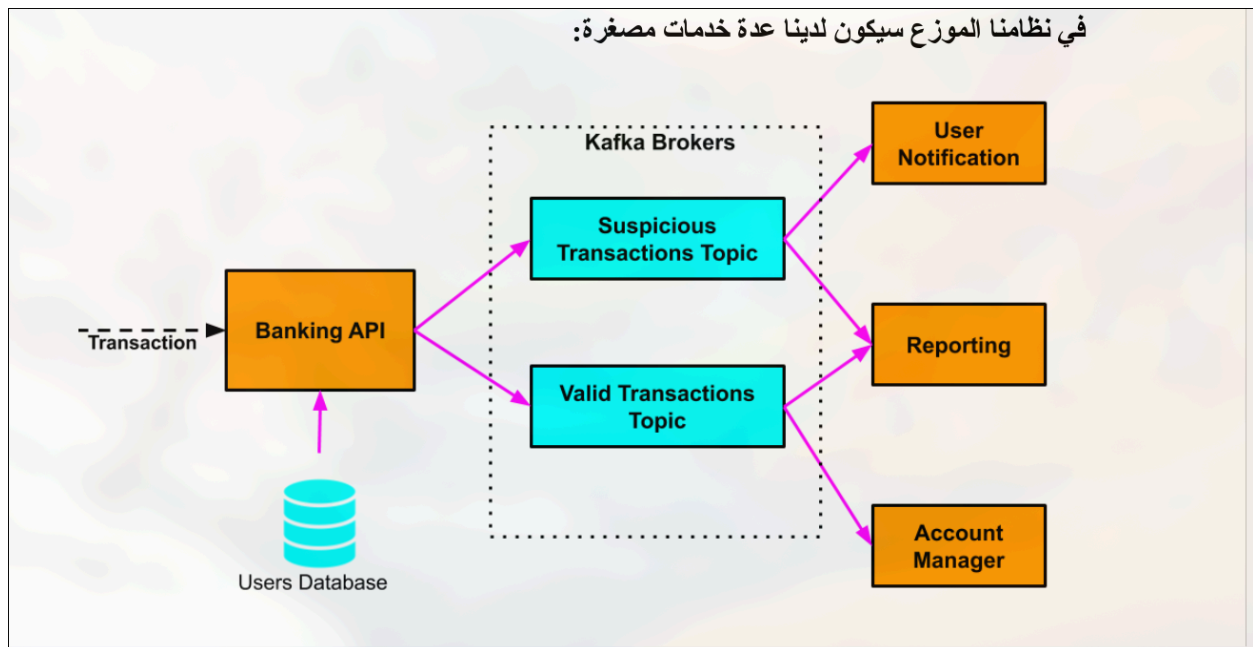 في نظامنا الموزع سيكون لدينا عدة خدمات مصغرة:
Kafka Brokers
User
Notification
Suspicious
Transactions Topic
Banking API
Transaction
Reporting
Valid Transactions
Topic
Account
Manager
Users Database